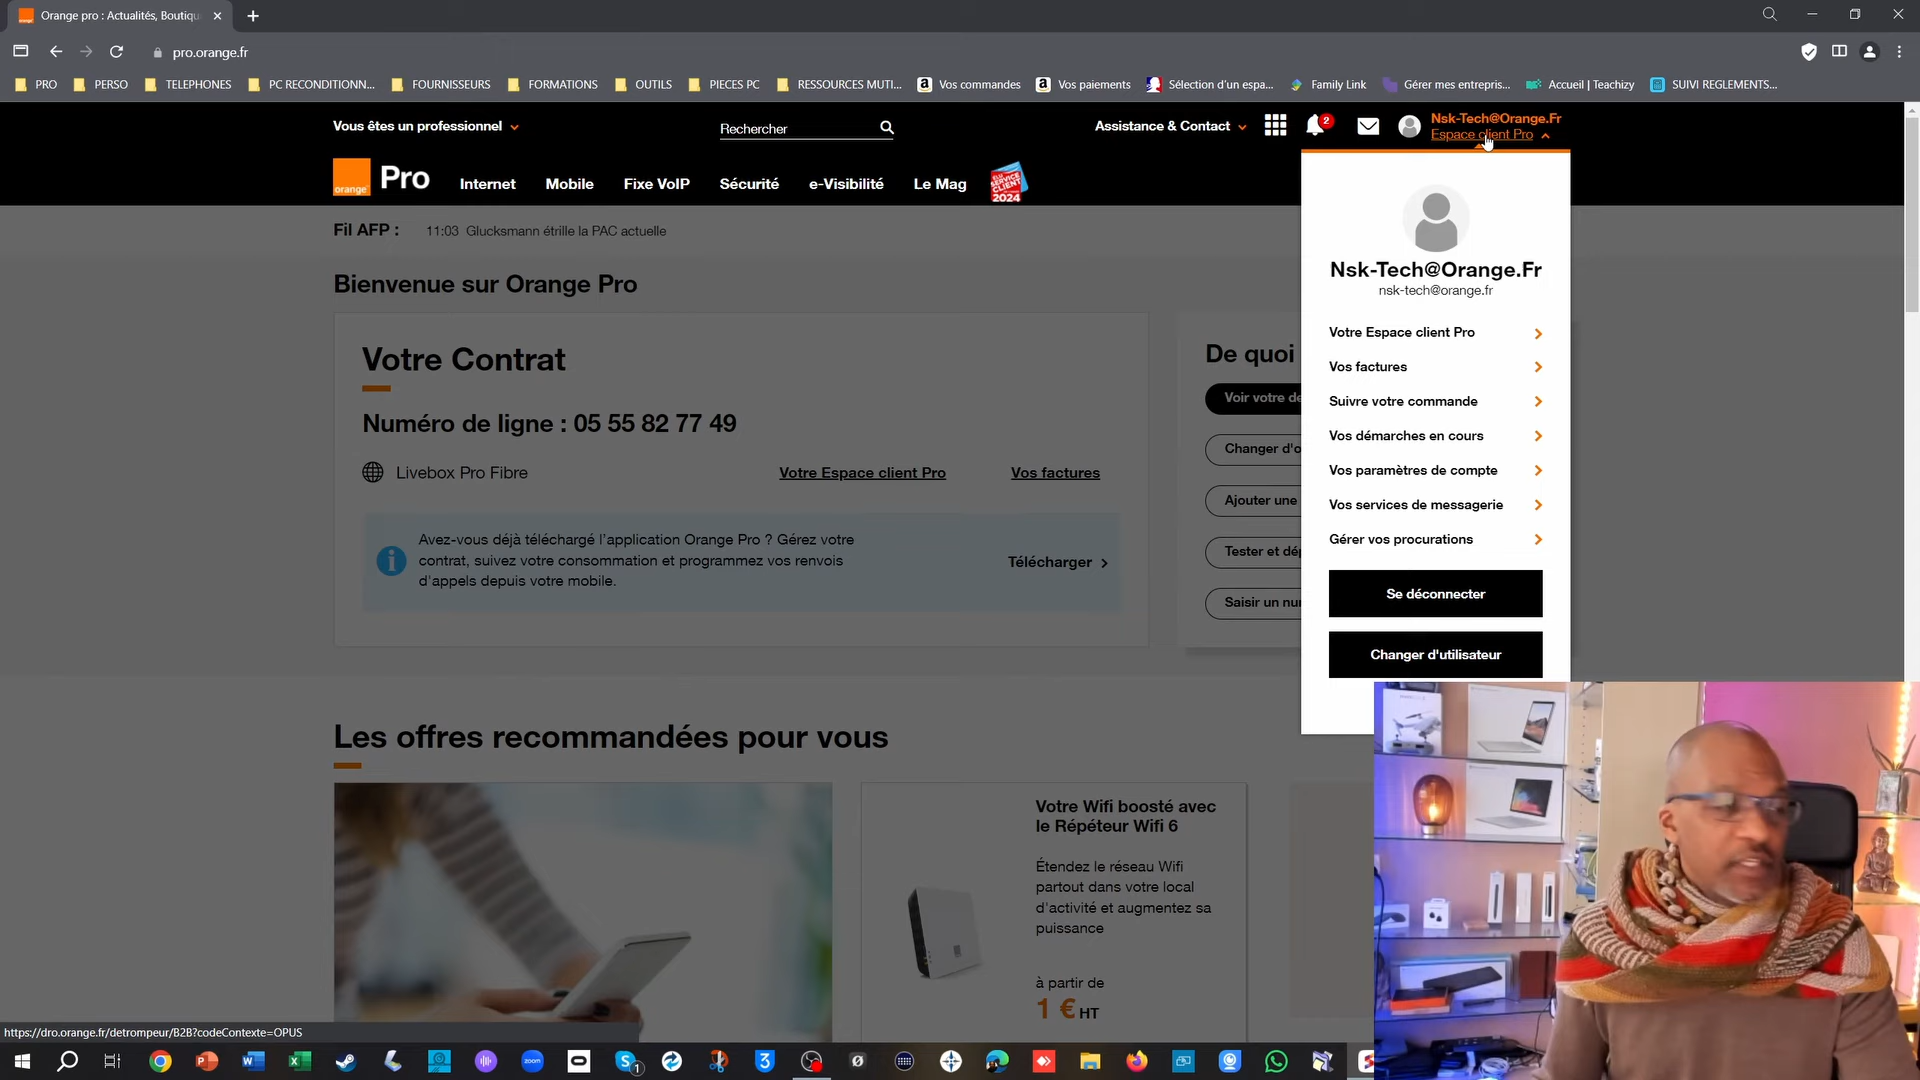 Orange pro : Actualités, Boutiqu
pro.orange.fr
PRO
PERSO
TELEPHONES
PC RECONDITIONN...
FOURNISSEURS
FORMATIONS
OUTILS
PIECES PC
RESSOURCES MUTI...
Vos commandes
Vos paiements
Sélection d'un espa...
Family Link
Gérer mes entrepris...
Accueil | Teachizy
SUIVI REGLEMENTS...
Vous êtes un professionnel
Rechercher
Assistance & Contact
2
Nsk-Tech@Orange.Fr
Espace client Pro
orange
Pro
Internet
Mobile
Fixe VoIP
Sécurité
e-Visibilité
Le Mag
SERVICE
CLIENT
2024
Fil AFP :
11:03 Glucksmann étrille la PAC actuelle
Bienvenue sur Orange Pro
Votre Contrat
Numéro de ligne : 05 55 82 77 49
Livebox Pro Fibre
Votre Espace client Pro
Vos factures
Avez-vous déjà téléchargé l'application Orange Pro ? Gérez votre
contrat, suivez votre consommation et programmez vos renvois
d'appels depuis votre mobile.
Télécharger
De quoi
Voir votre de
Changer d'o
Ajouter une
Tester et dé
Saisir un nu
Nsk-Tech@Orange.Fr
nsk-tech@orange.fr
Votre Espace client Pro
Vos factures
Suivre votre commande
Vos démarches en cours
Vos paramètres de compte
Vos services de messagerie
Gérer vos procurations
Se déconnecter
Changer d'utilisateur
Les offres recommandées pour vous
Votre Wifi boosté avec
le Répéteur Wifi 6
Étendez le réseau Wifi
partout dans votre local
d'activité et augmentez sa
puissance
à partir de
1 € HT
https://dro.orange.fr/detrompeur/B2B?codeContexte=OPUS
zoom
1
3